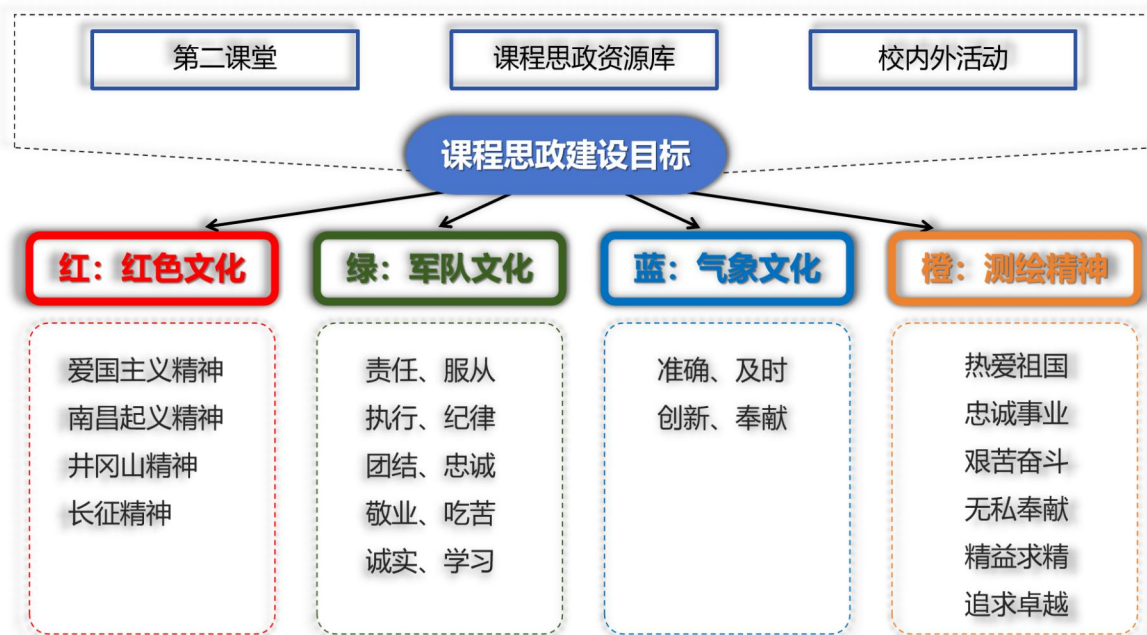 第二课堂
课程思政资源库
校内外活动
课程思政建设目标
红：红色文化
绿：军队文化
蓝：气象文化
橙：测绘精神
爱国主义精神
南昌起义精神
井冈山精神
长征精神
责任、服从
执行、纪律
团结、忠诚
敬业、吃苦
诚实、学习
准确、及时
创新、奉献
热爱祖国
忠诚事业
艰苦奋斗
无私奉献
精益求精
追求卓越